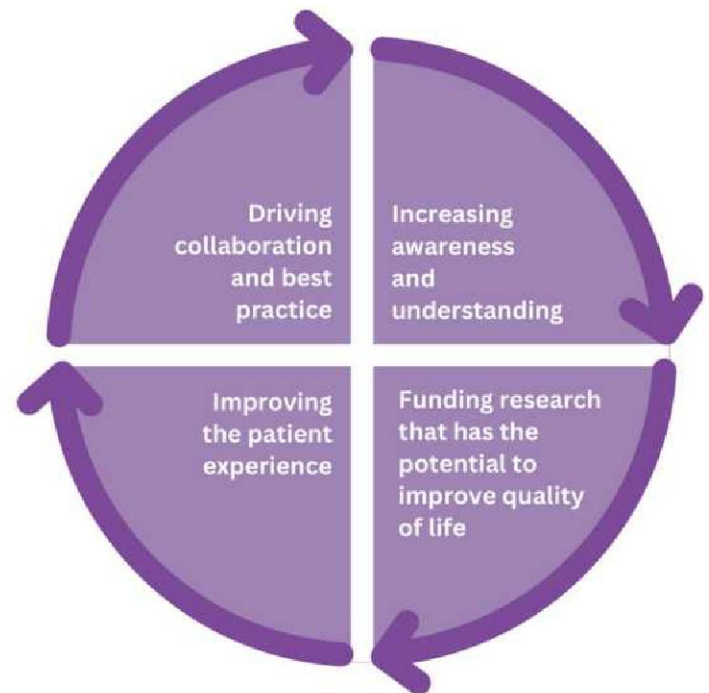 Driving
collaboration
and best
practice
Increasing
awareness
and
understanding
Improving
the patient
experience
Funding research
that has the
potential to
improve quality
of life